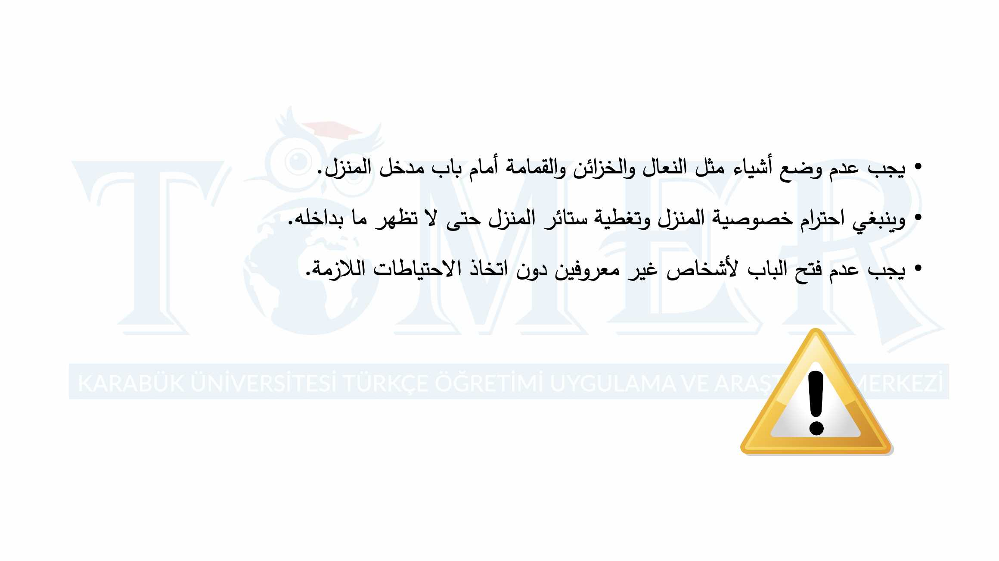 • يجب عدم وضع أشياء مثل النعال والخزائن والقمامة أمام باب مدخل المنزل.
• وينبغي احترام خصوصية المنزل وتغطية ستائر المنزل حتى لا تظهر ما بداخله.
• يجب عدم فتح الباب لأشخاص غير معروفين دون اتخاذ الاحتياطات اللازمة.
TÖMER
KARABÜK ÜNİVERSİTESİ TÜRKÇE ÖĞRETİMİ UYGULAMA VE MERKEZİ